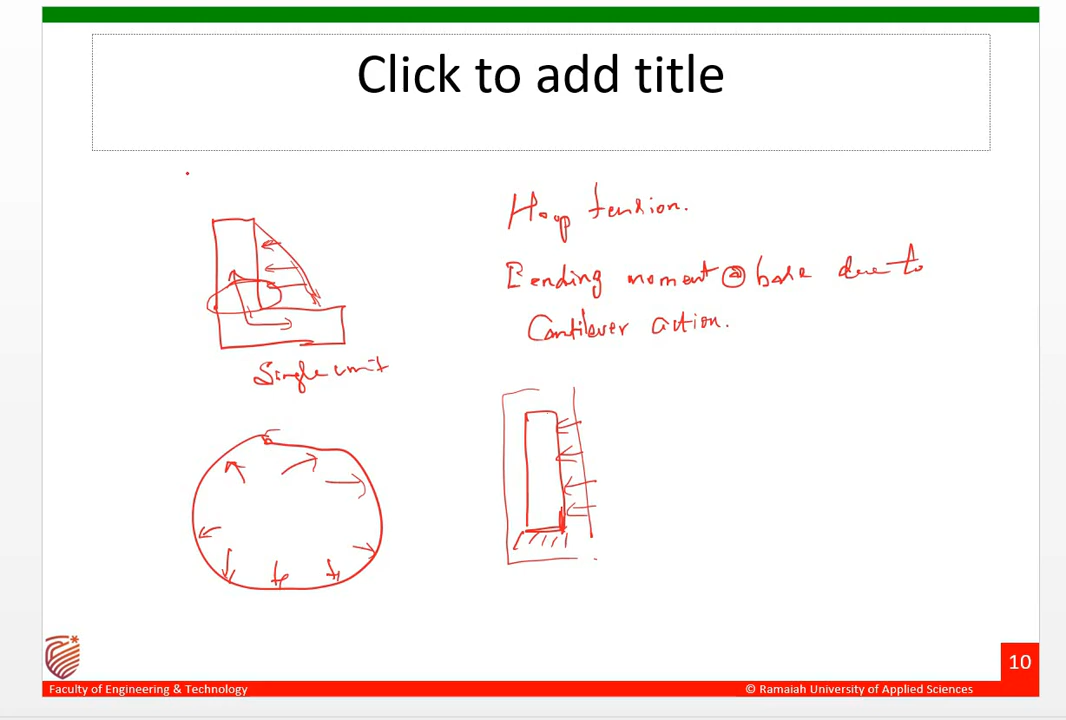 Click to add title
Hoop tension.
Bending moment @ base due to
Cantilever action.
Single unit
10
Faculty of Engineering & Technology
© Ramaiah University of Applied Sciences